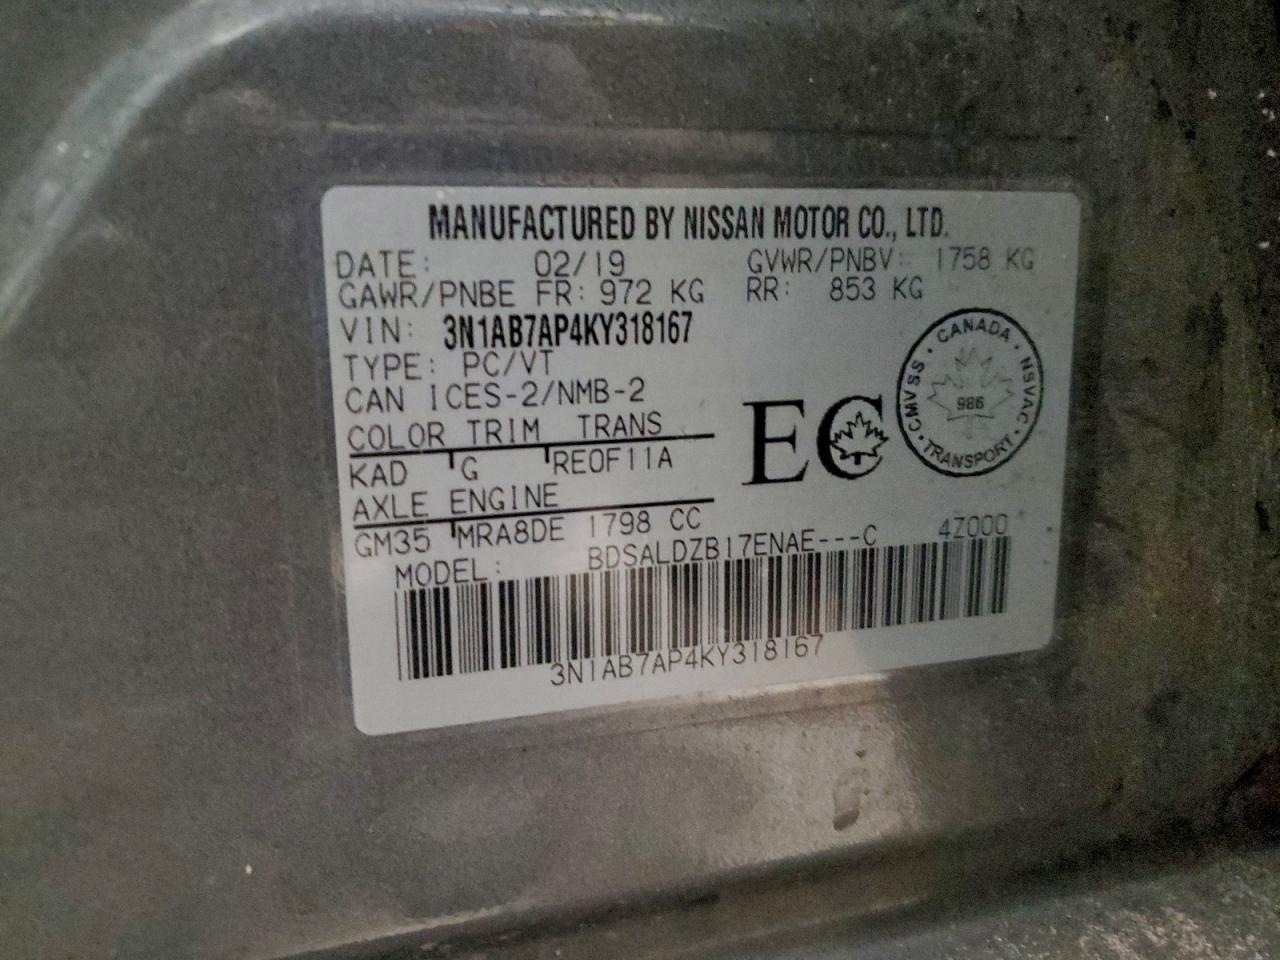 MANUFACTURED BY NISSAN MOTOR CO., LTD.
DATE: 02/19 GVWR/PNBV: 1758 KG
GAWR/PNBE FR: 972 KG RR: 853 KG
VIN: 3N1AB7AP4KY318167
TYPE: PC/VT
CAN ICES-2/NMB-2
COLOR TRIM TRANS
KAD G RE0F11A
AXLE ENGINE
GM35 MRA8DE 1798 CC
MODEL: BDSALDZB17ENAE---C 4Z000
3N1AB7AP4KY318167
EC
CANADA · NSVAC · TRANSPORT · CMVSS ·
986